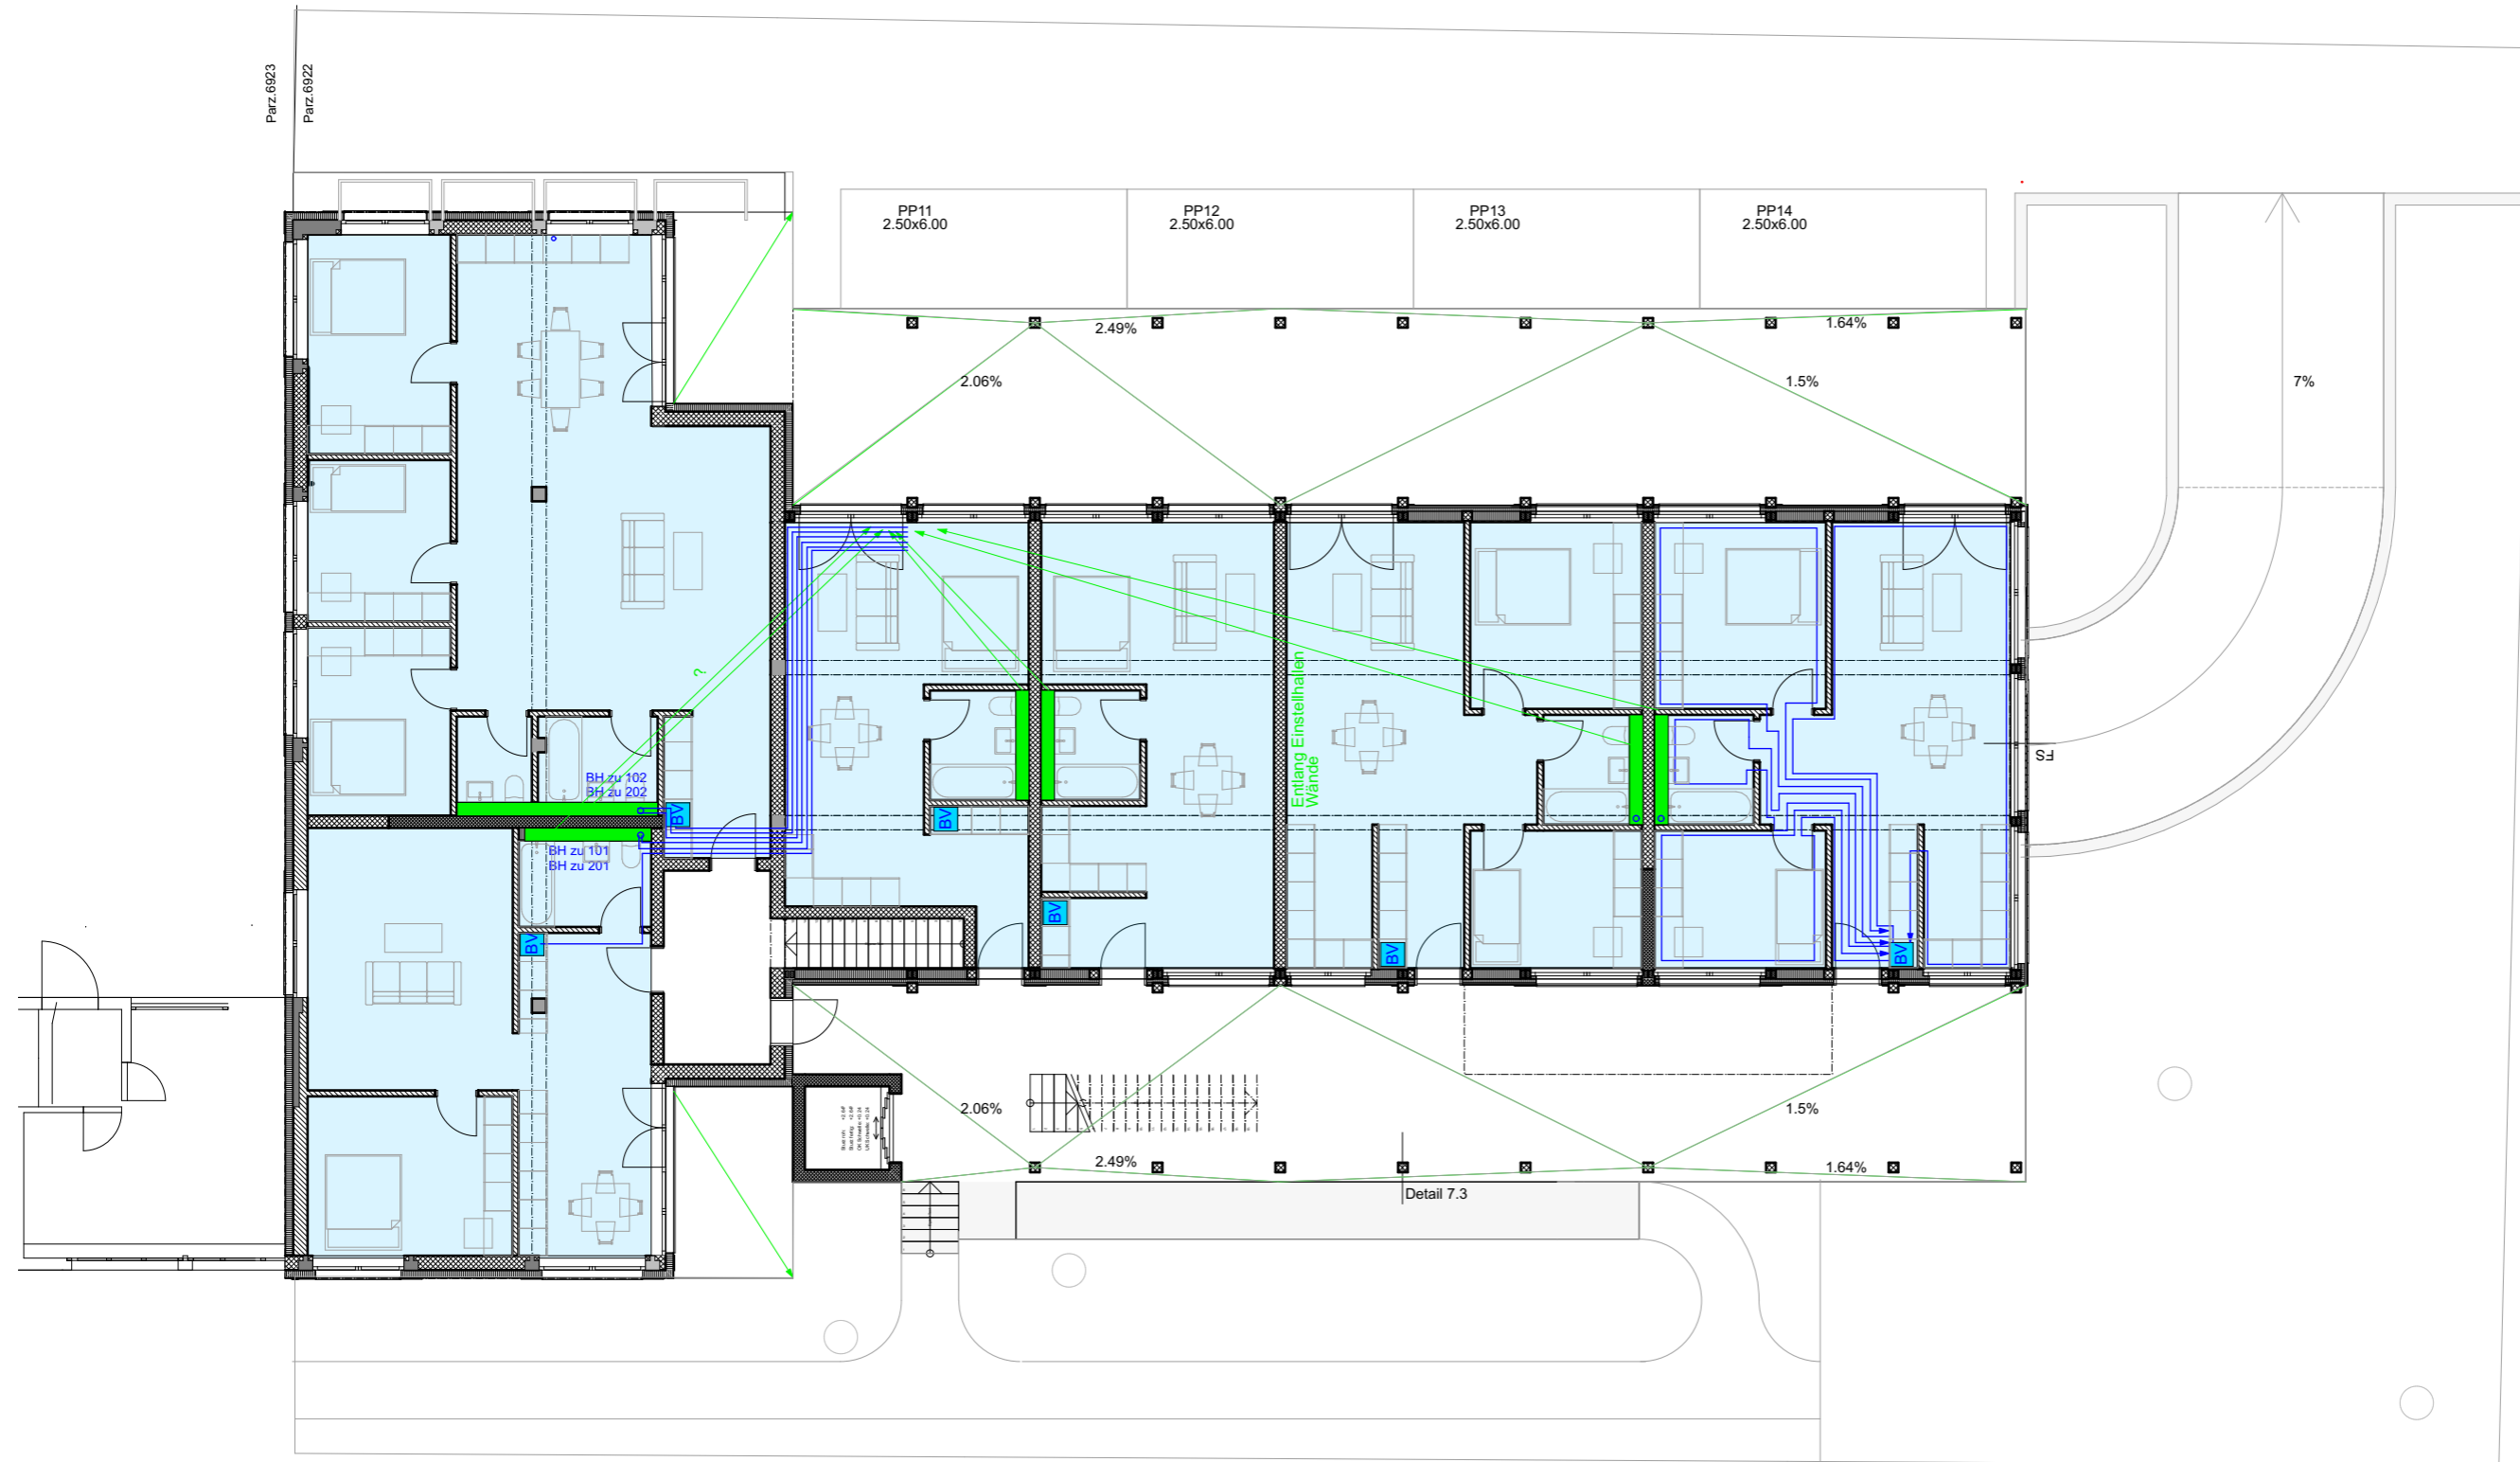 Parz.6923
Parz.6922
PP11
2.50x6.00
PP12
2.50x6.00
PP13
2.50x6.00
PP14
2.50x6.00
2.49%
1.64%
2.06%
1.5%
7%
?
Entlang Einstellhallen
Wände
FS
BH zu 102
BH zu 202
BV
BV
BH zu 101
BH zu 201
BV
BV
BV
BV
2.06%
1.5%
2.49%
1.64%
Detail 7.3